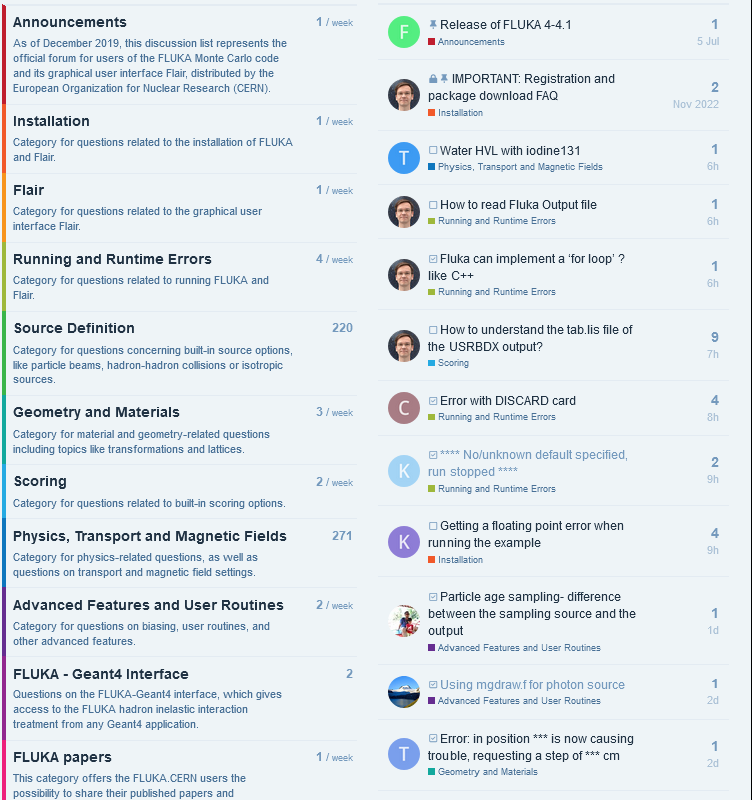 Announcements
1 / week
As of December 2019, this discussion list represents the
official forum for users of the FLUKA Monte Carlo code
and its graphical user interface Flair, distributed by the
European Organization for Nuclear Research (CERN).
Installation
1 / week
Category for questions related to the installation of FLUKA
and Flair.
Flair
1 / week
Category for questions related to the graphical user
interface Flair.
Running and Runtime Errors
4 / week
Category for questions related to running FLUKA and
Flair.
Source Definition
220
Category for questions concerning built-in source options,
like particle beams, hadron-hadron collisions or isotropic
sources.
Geometry and Materials
3 / week
Category for material and geometry-related questions
including topics like transformations and lattices.
Scoring
2 / week
Category for questions related to built-in scoring options.
Physics, Transport and Magnetic Fields
271
Category for physics-related questions, as well as
questions on transport and magnetic field settings.
Advanced Features and User Routines
2 / week
Category for questions on biasing, user routines, and
other advanced features.
FLUKA - Geant4 Interface
2
Questions on the FLUKA-Geant4 interface, which gives
access to the FLUKA hadron inelastic interaction
treatment from any Geant4 application.
FLUKA papers
1 / week
This category offers the FLUKA.CERN users the
possibility to share their published papers and
F
Release of FLUKA 4-4.1
1
Announcements
5 Jul
IMPORTANT: Registration and
package download FAQ
2
Installation
Nov 2022
T
Water HVL with iodine131
1
Physics, Transport and Magnetic Fields
6h
How to read Fluka Output file
1
Running and Runtime Errors
6h
Fluka can implement a ‘for loop’ ?
like C++
1
Running and Runtime Errors
6h
How to understand the tab.lis file of
the USRBDX output?
9
Scoring
7h
C
Error with DISCARD card
4
Running and Runtime Errors
8h
K
**** No/unknown default specified,
run stopped ****
2
Running and Runtime Errors
9h
K
Getting a floating point error when
running the example
4
Installation
9h
Particle age sampling- difference
between the sampling source and the
output
1
Advanced Features and User Routines
1d
Using mgdraw.f for photon source
1
Advanced Features and User Routines
2d
T
Error: in position *** is now causing
trouble, requesting a step of *** cm
1
Geometry and Materials
2d